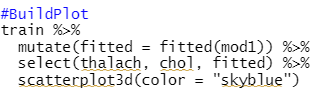 #BuildPlot
train %>%
  mutate(fitted = fitted(mod1)) %>%
  select(thalach, chol, fitted) %>%
  scatterplot3d(color = "skyblue")